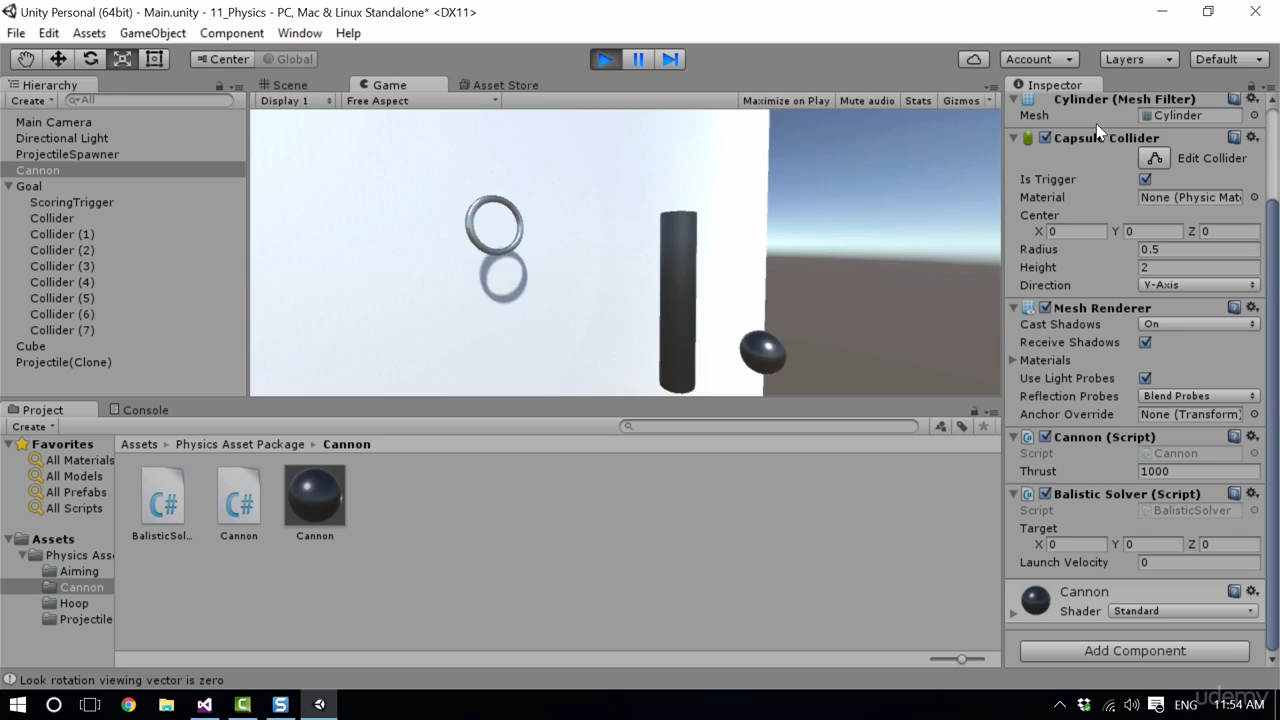 Unity Personal (64bit) - Main.unity - 11_Physics - PC, Mac & Linux Standalone* <DX11>
File Edit Assets GameObject Component Window Help
Center Global Account Layers Default
Hierarchy
Create All
Main Camera
Directional Light
ProjectileSpawner
Cannon
Goal
ScoringTrigger
Collider
Collider (1)
Collider (2)
Collider (3)
Collider (4)
Collider (5)
Collider (6)
Collider (7)
Cube
Projectile(Clone)
Scene Game Asset Store
Display 1 Free Aspect Maximize on Play Mute audio Stats Gizmos
Inspector
Cylinder (Mesh Filter)
Mesh Cylinder
Capsule Collider
Edit Collider
Is Trigger
Material None (Physic Mate
Center
X 0 Y 0 Z 0
Radius 0.5
Height 2
Direction Y-Axis
Mesh Renderer
Cast Shadows On
Receive Shadows
Materials
Use Light Probes
Reflection Probes Blend Probes
Anchor Override None (Transform)
Cannon (Script)
Script Cannon
Thrust 1000
Balistic Solver (Script)
Script BalisticSolver
Target
X 0 Y 0 Z 0
Launch Velocity 0
Cannon
Shader Standard
Add Component
Project Console
Create
Favorites
All Materials
All Models
All Prefabs
All Scripts
Assets
Physics Ass
Aiming
Cannon
Hoop
Projectile
Assets Physics Asset Package Cannon
BalisticSol... Cannon Cannon
Look rotation viewing vector is zero
ENG 11:54 AM
udemy